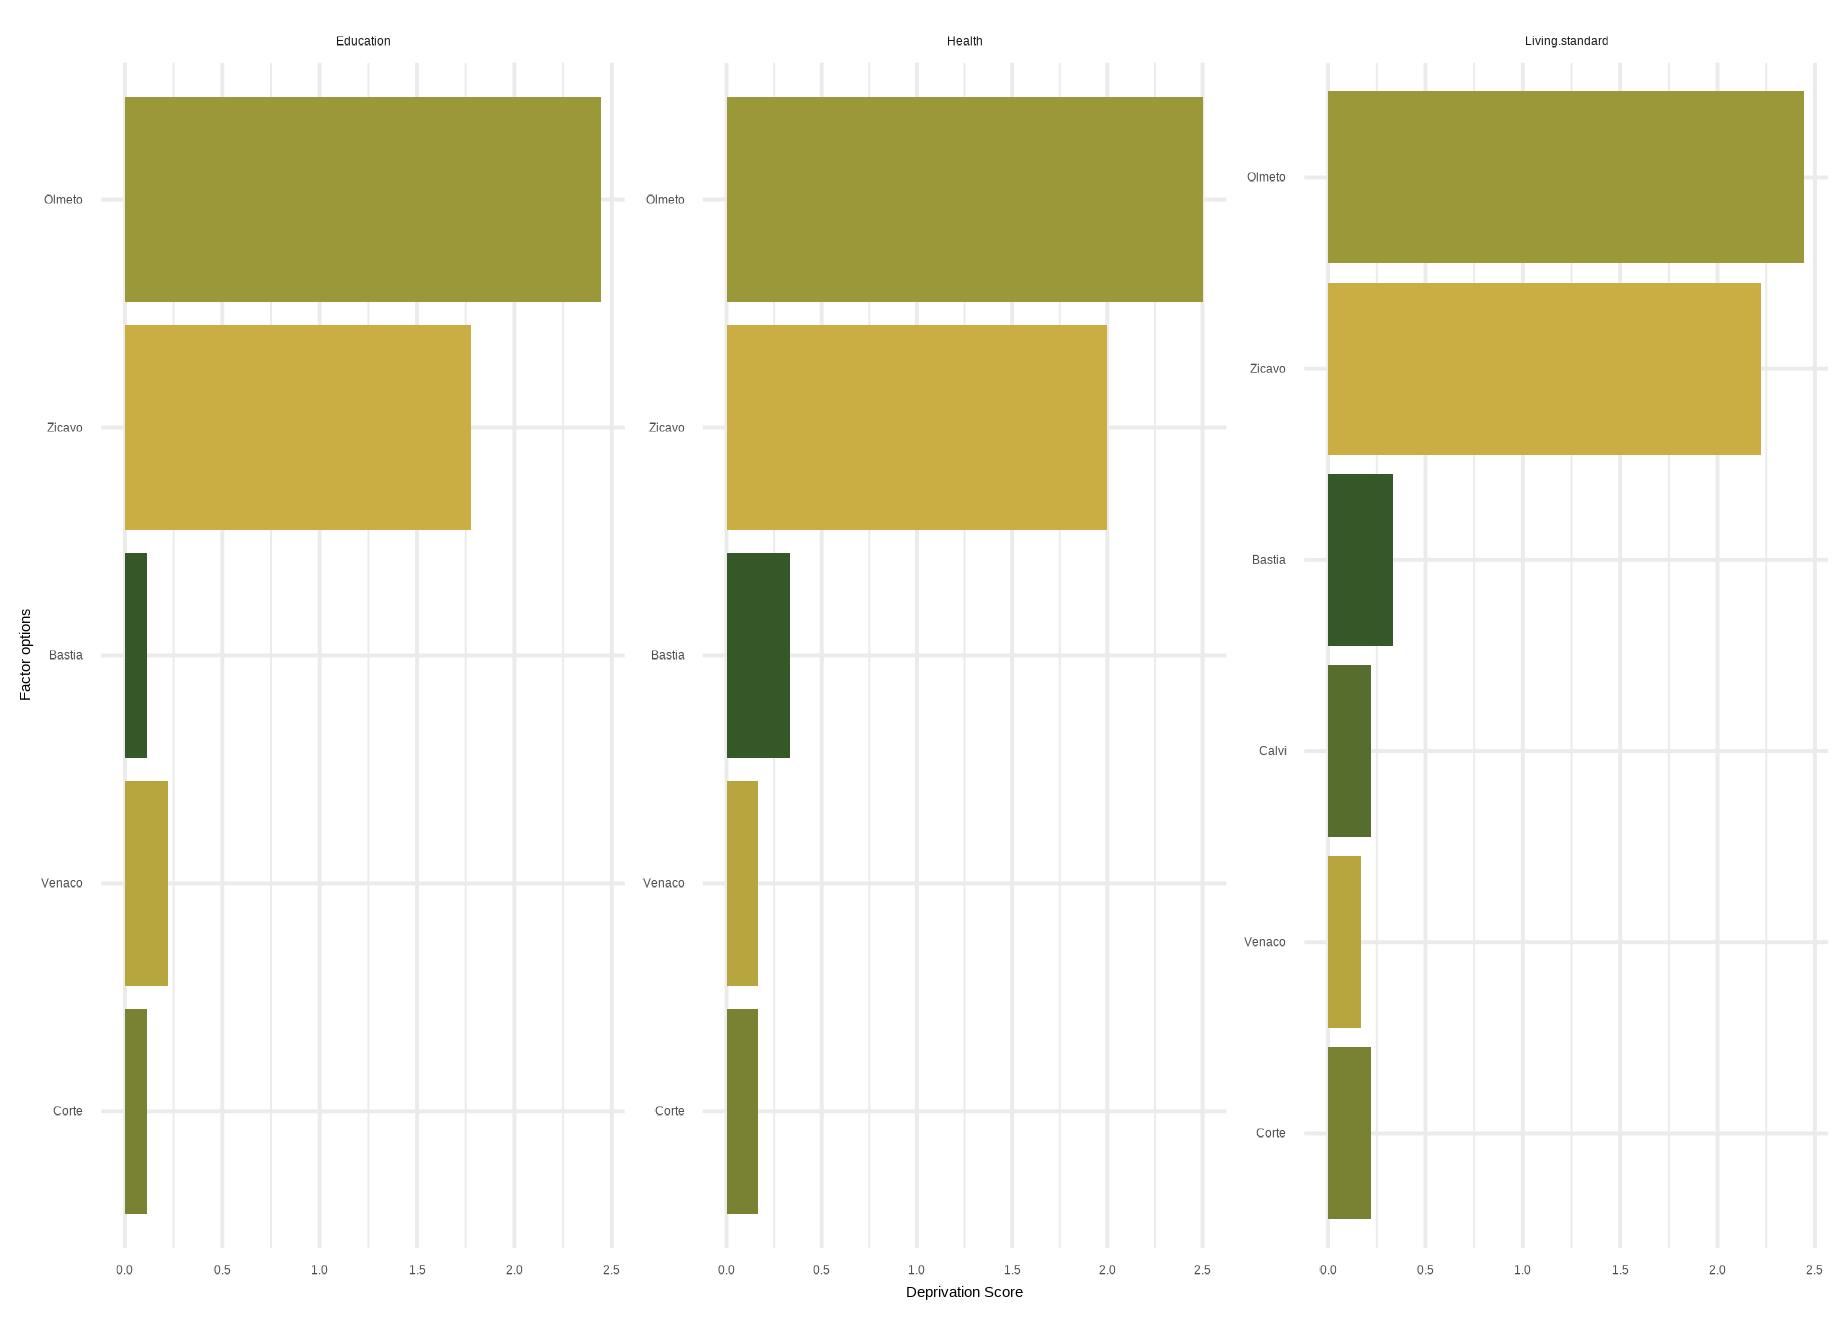 Education
Health
Living.standard
Olmeto
Zicavo
Bastia
Venaco
Corte
Olmeto
Zicavo
Bastia
Venaco
Corte
Olmeto
Zicavo
Bastia
Calvi
Venaco
Corte
Factor options
0.0 0.5 1.0 1.5 2.0 2.5
0.0 0.5 1.0 1.5 2.0 2.5
0.0 0.5 1.0 1.5 2.0 2.5
Deprivation Score